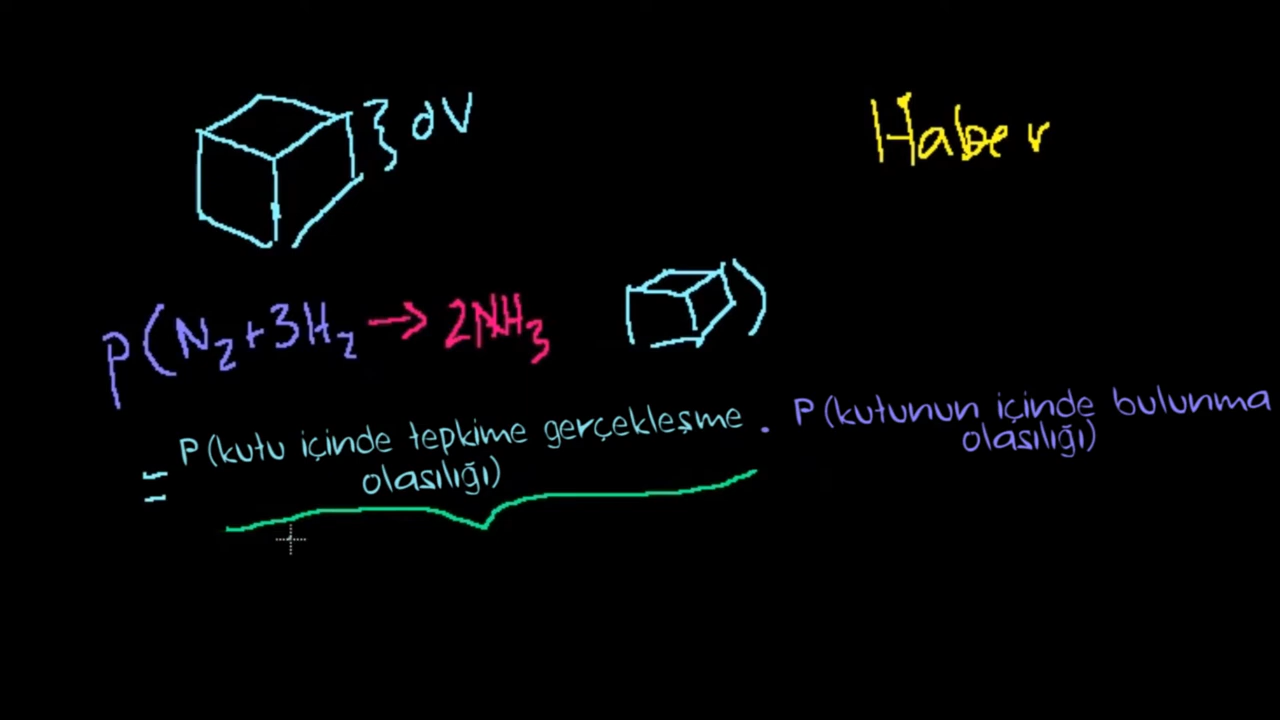 dV
Haber
P(N₂+3H₂→2NH₃ )
= P(kutu içinde tepkime gerçekleşme olasılığı) . P(kutunun içinde bulunma olasılığı)